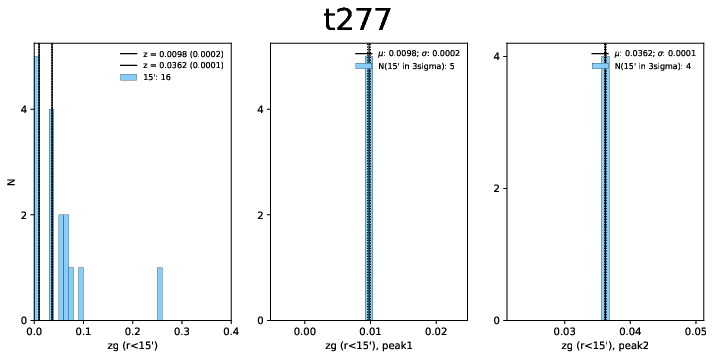 t277
z = 0.0098 (0.0002)
z = 0.0362 (0.0001)
15': 16
N
0
2
4
0.0
0.1
0.2
0.3
0.4
zg (r<15')
μ: 0.0098; σ: 0.0002
N(15' in 3sigma): 5
0
2
4
0.00
0.01
0.02
zg (r<15'), peak1
μ: 0.0362; σ: 0.0001
N(15' in 3sigma): 4
0
2
4
0.03
0.04
0.05
zg (r<15'), peak2